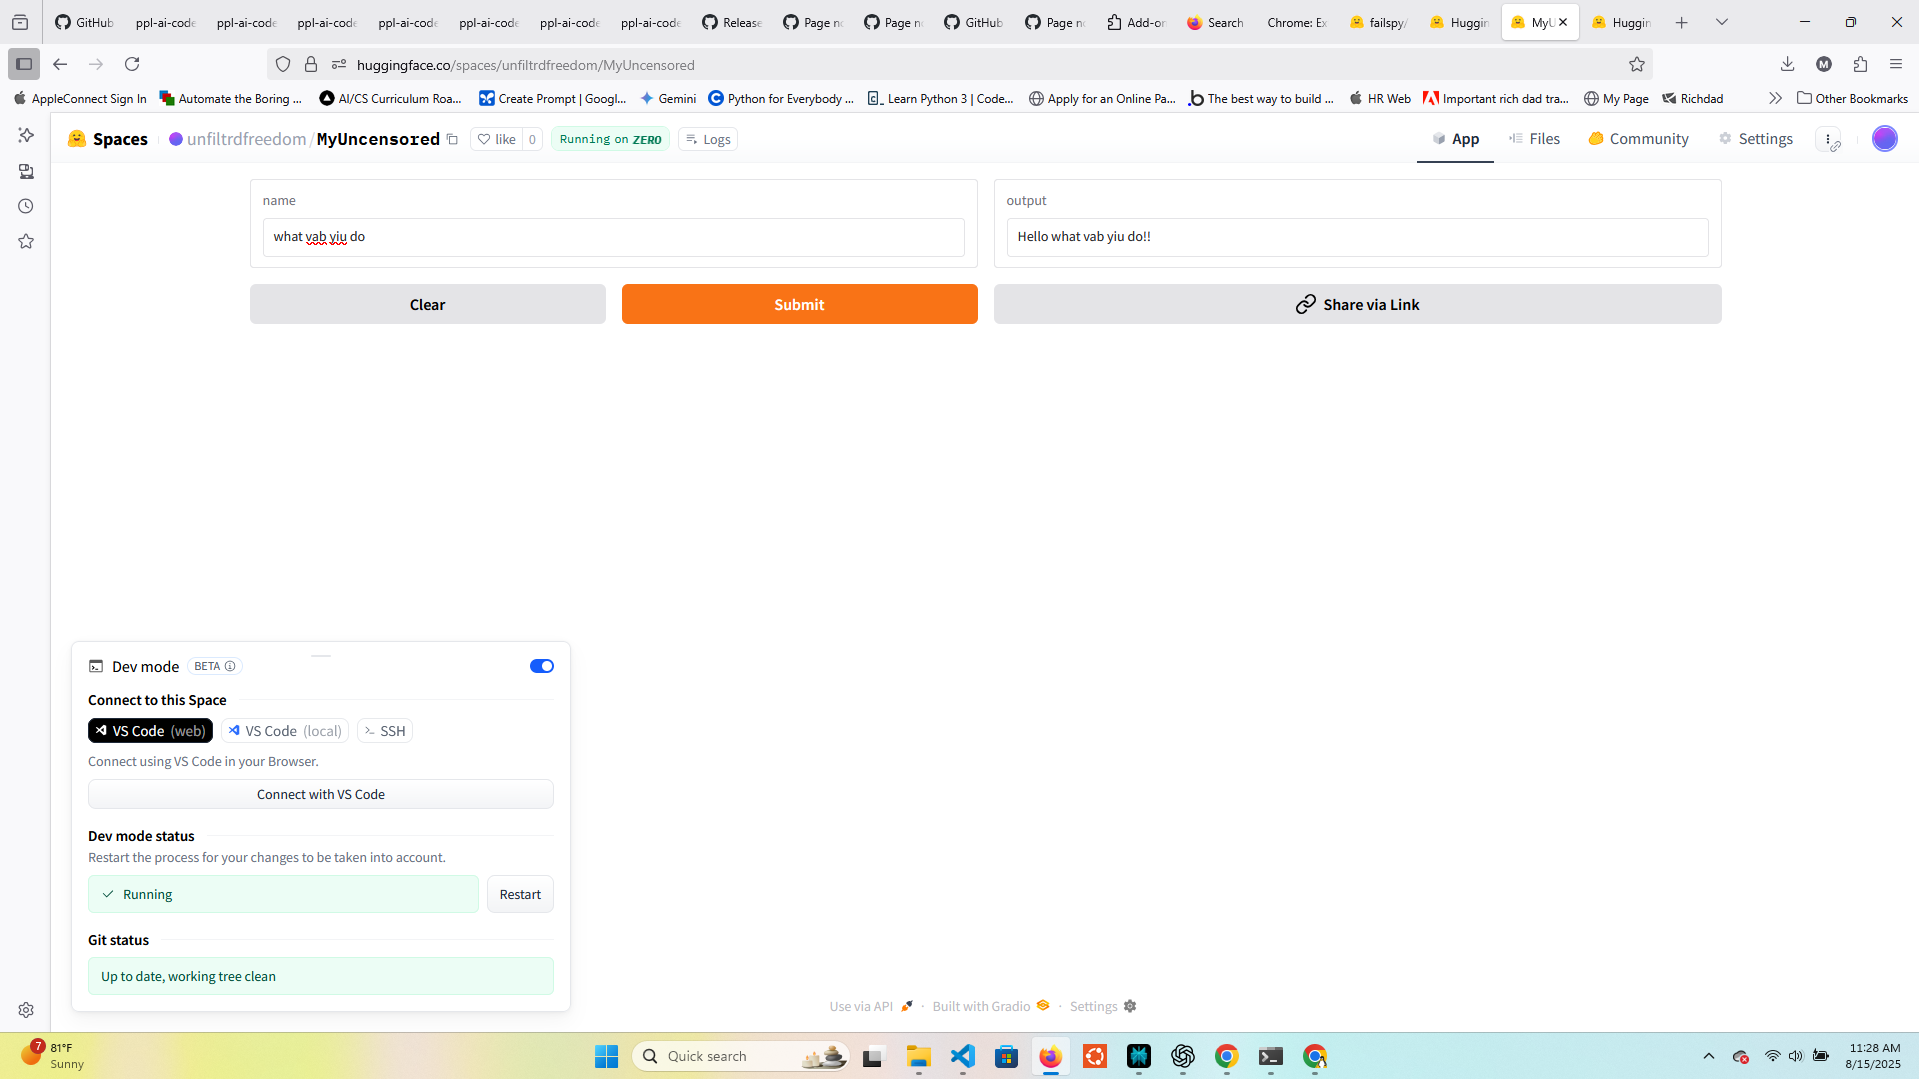 GitHub ppl-ai-code ppl-ai-code ppl-ai-code ppl-ai-code ppl-ai-code ppl-ai-code ppl-ai-code Release Page no Page no GitHub Page no Add-on Search Chrome: Ex failspy/ Huggin MyU Huggin
huggingface.co/spaces/unfiltrdfreedom/MyUncensored
M
AppleConnect Sign In Automate the Boring ... AI/CS Curriculum Roa... Create Prompt | Googl... Gemini Python for Everybody ... Learn Python 3 | Code... Apply for an Online Pa... The best way to build ... HR Web Important rich dad tra... My Page Richdad Other Bookmarks
Spaces unfiltrdfreedom/MyUncensored like 0 Running on ZERO Logs App Files Community Settings
name output
what vab yiu do Hello what vab yiu do!!
Clear Submit Share via Link
Dev mode BETA
Connect to this Space
VS Code (web) VS Code (local) SSH
Connect using VS Code in your Browser.
Connect with VS Code
Dev mode status
Restart the process for your changes to be taken into account.
Running Restart
Git status
Up to date, working tree clean
Use via API · Built with Gradio · Settings
7 81°F
Sunny
Quick search
11:28 AM
8/15/2025